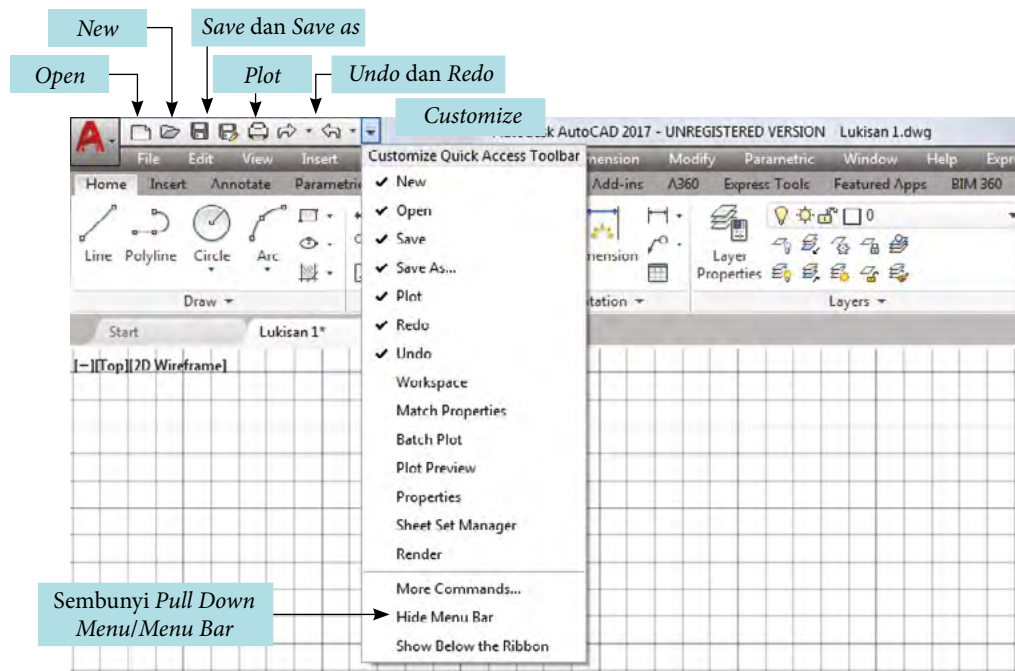 New
Save dan Save as
Open
Plot
Undo dan Redo
Customize
AutoCAD 2017 - UNREGISTERED VERSION Lukisan 1.dwg
File Edit View Insert
Customize Quick Access Toolbar
Modify Parametric Window Help
Home Insert Annotate
Add-ins A360 Express Tools Featured Apps BIM 360
New
Open
Save
Save As...
Plot
Redo
Undo
Workspace
Match Properties
Batch Plot
Plot Preview
Properties
Sheet Set Manager
Render
More Commands...
Hide Menu Bar
Show Below the Ribbon
0
Line Polyline Circle Arc
Layer
Properties
Draw
Layers
Start
Lukisan 1*
[−][Top][2D Wireframe]
Sembunyi Pull Down
Menu/Menu Bar